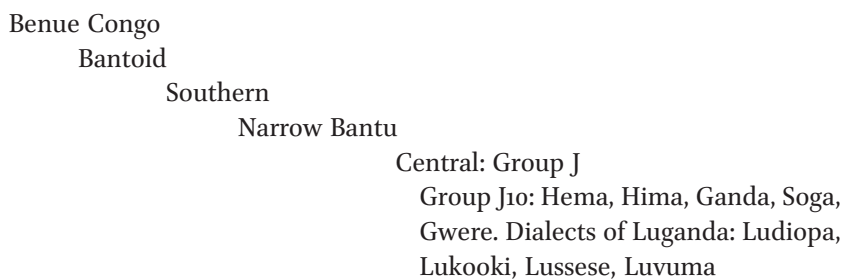 Benue Congo
Bantoid
Southern
Narrow Bantu
Central: Group J
Group J10: Hema, Hima, Ganda, Soga,
Gwere. Dialects of Luganda: Ludiopa,
Lukooki, Lussese, Luvuma